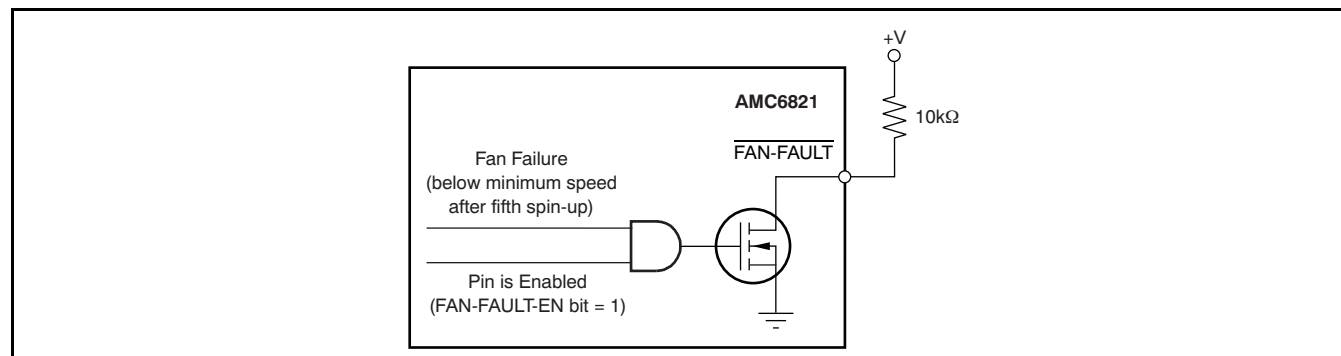 +V
AMC6821
10kΩ
FAN-FAULT
Fan Failure
(below minimum speed
after fifth spin-up)
Pin is Enabled
(FAN-FAULT-EN bit = 1)